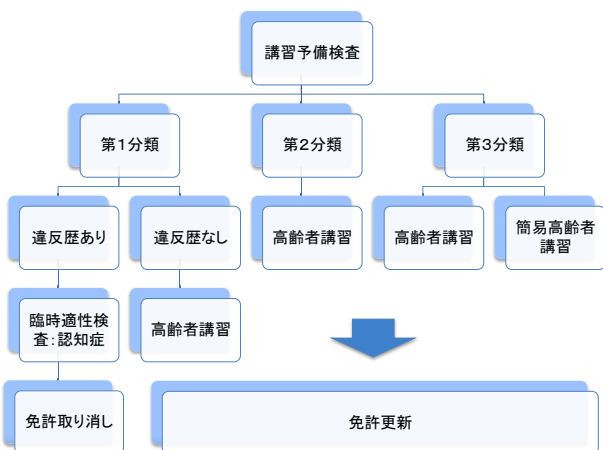 講習予備検査
第1分類
第2分類
第3分類
違反歴あり
違反歴なし
高齢者講習
高齢者講習
簡易高齢者
講習
臨時適性検
査:認知症
高齢者講習
免許取り消し
免許更新